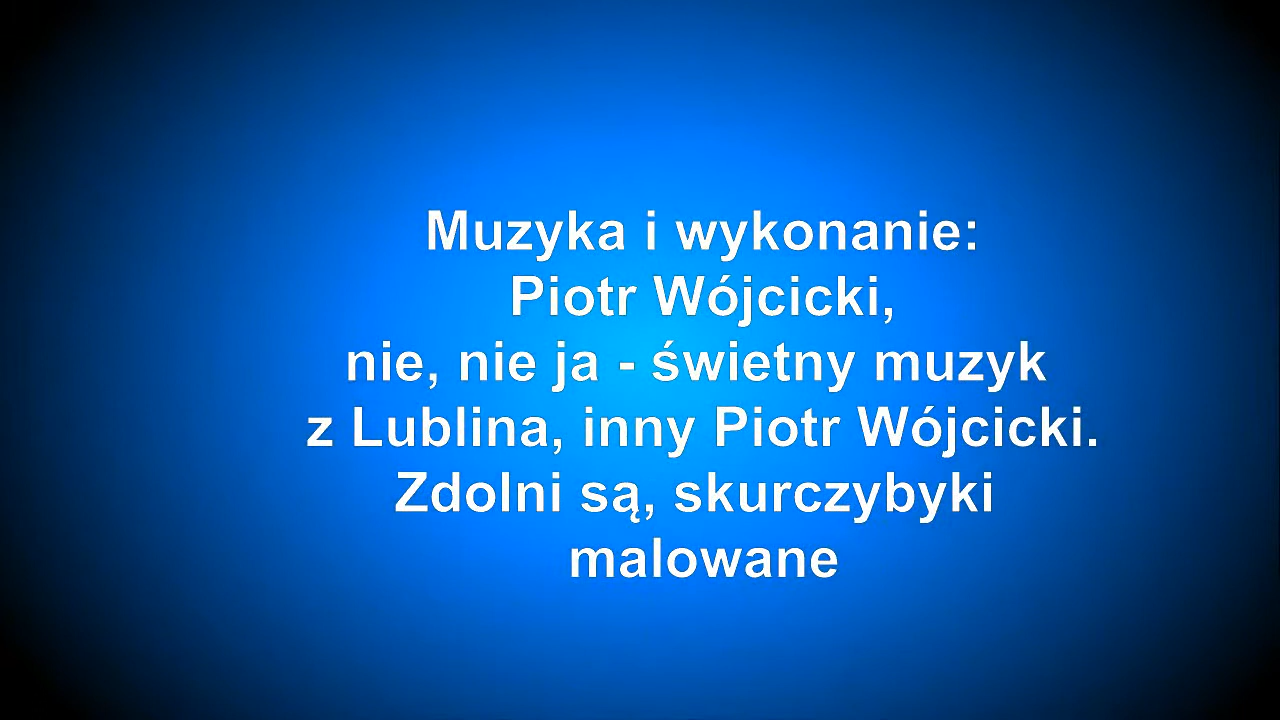 Muzyka i wykonanie:
Piotr Wójcicki,
nie, nie ja - świetny muzyk
z Lublina, inny Piotr Wójcicki.
Zdolni są, skurczybyki
malowane